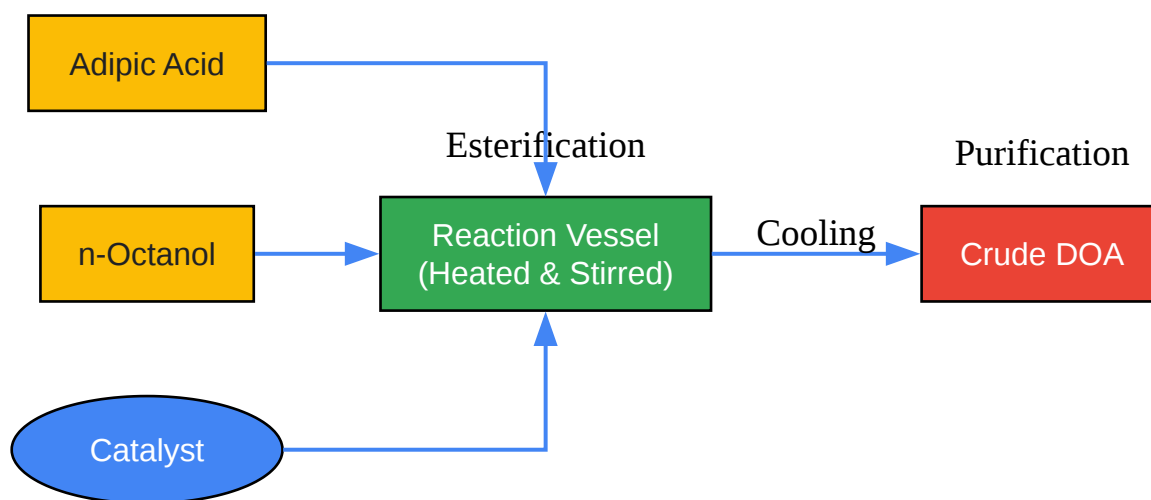 Adipic Acid
Esterification
Purification
n-Octanol
Reaction Vessel
(Heated & Stirred)
Cooling
Crude DOA
Catalyst